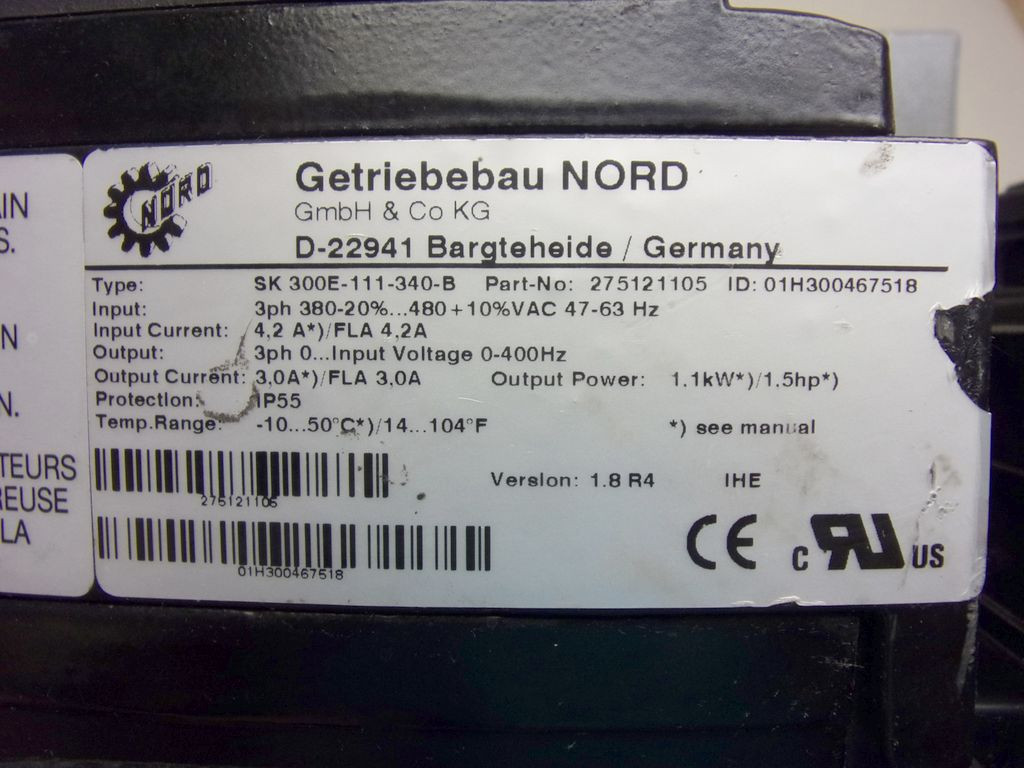 AIN
S.
N
N.
TEURS
REUSE
LA
NORD
Getriebebau NORD
GmbH & Co KG
D-22941 Bargteheide / Germany
Type: SK 300E-111-340-B Part-No: 275121105 ID: 01H300467518
Input: 3ph 380-20%...480+10%VAC 47-63 Hz
Input Current: 4,2 A*)/FLA 4,2A
Output: 3ph 0...Input Voltage 0-400Hz
Output Current: 3,0A*)/FLA 3,0A Output Power: 1.1kW*)/1.5hp*)
Protection: IP55
Temp.Range: -10...50°C*)/14...104°F *) see manual
Version: 1.8 R4 IHE
275121105
01H300467518
CE c RU US